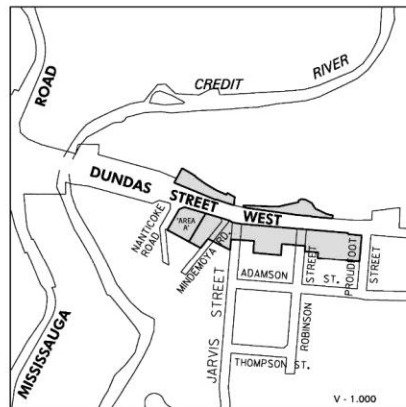 CREDIT RIVER
ROAD
DUNDAS STREET WEST
'AREA A'
NANTICOKE ROAD
MINDEMOYA RD.
ADAMSON ST.
STREET
PROUDFOOT STREET
JARVIS STREET
ROBINSON
THOMPSON ST.
MISSISSAUGA
V - 1.000